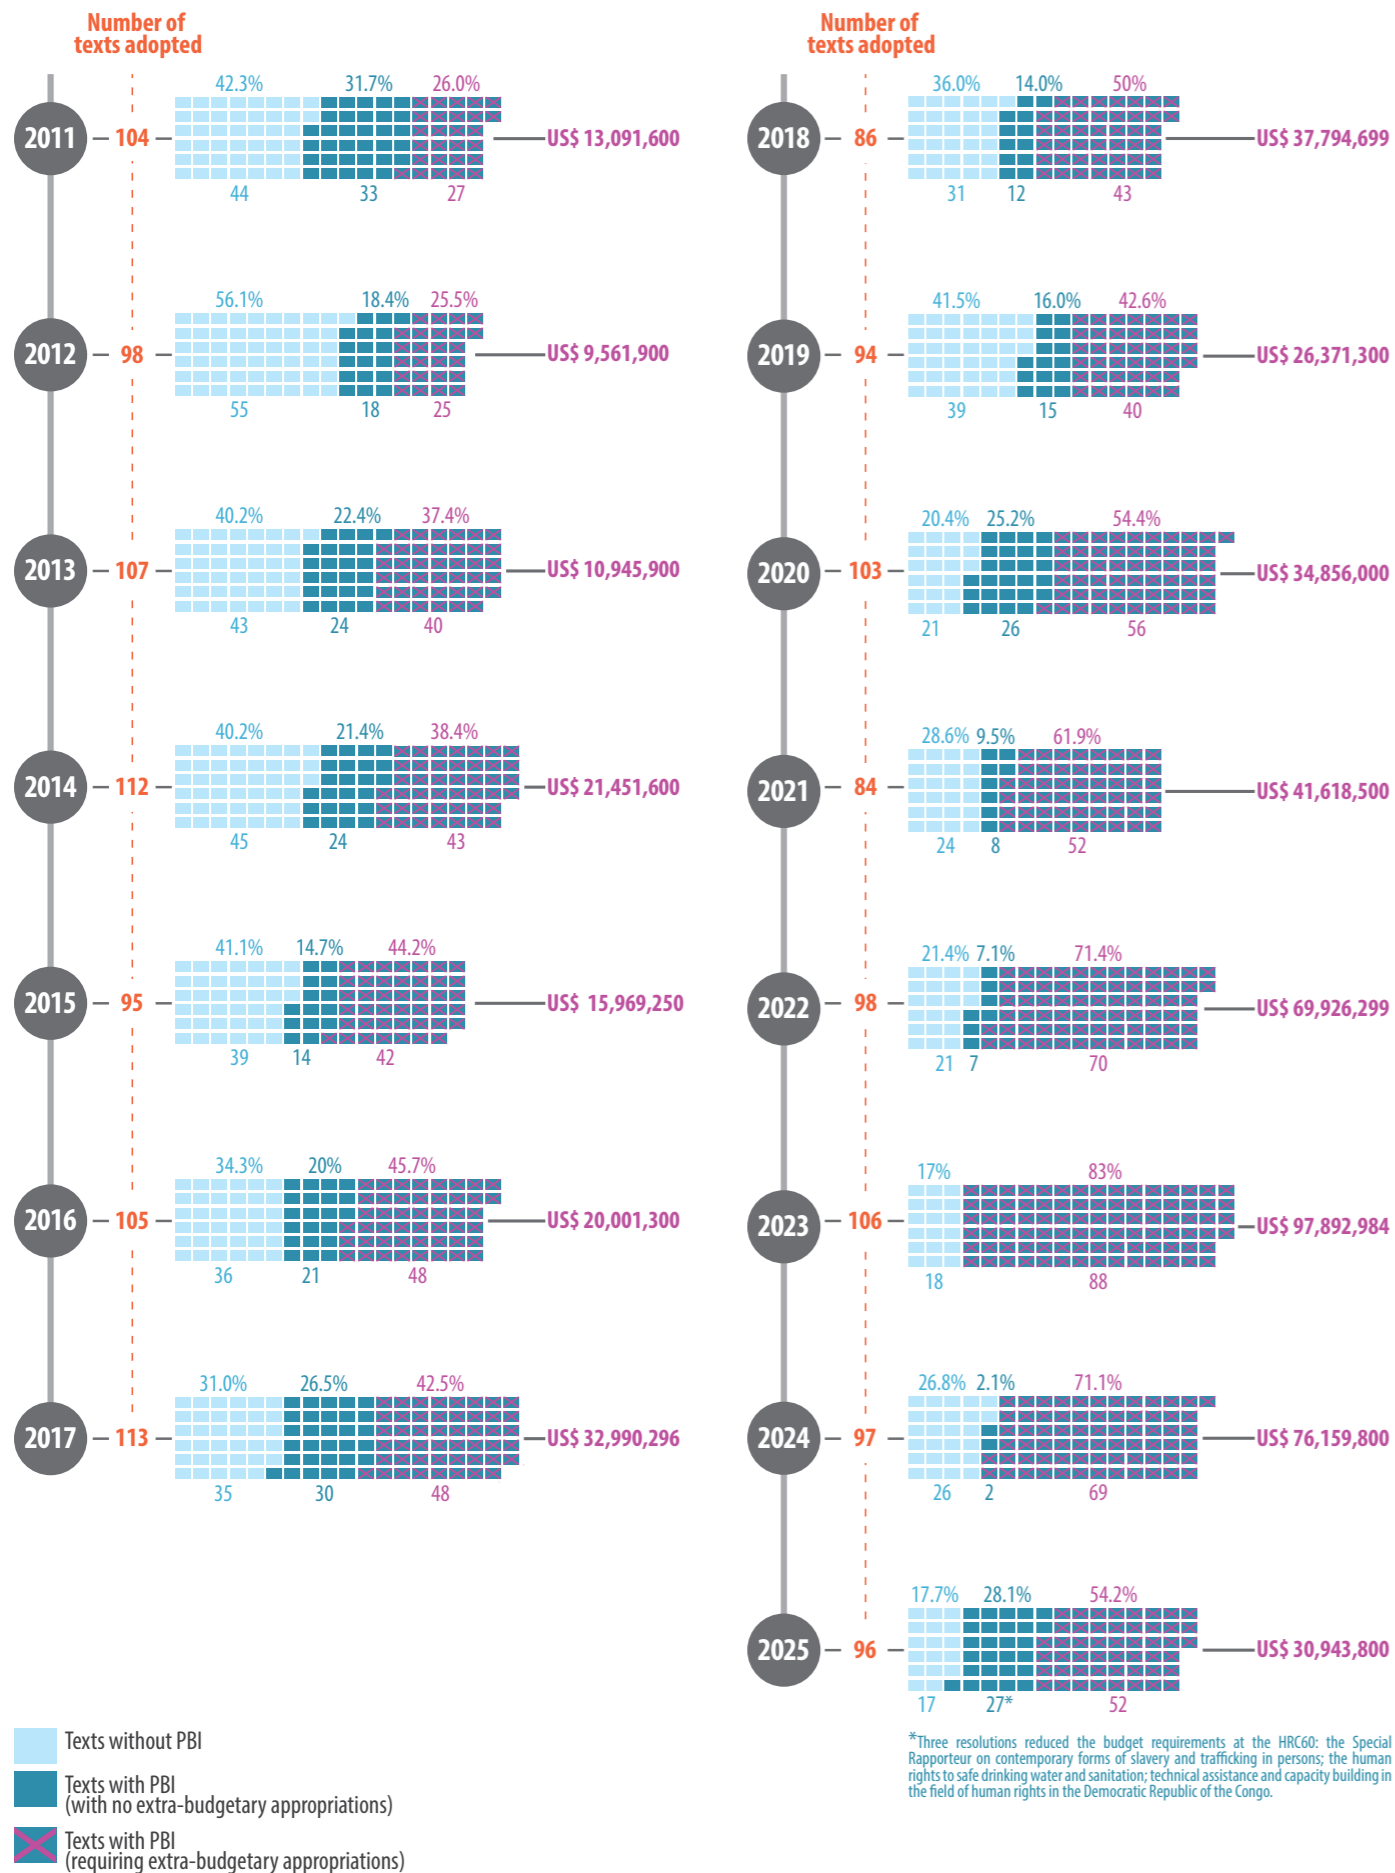 Number of
texts adopted
2011
104
42.3% 31.7% 26.0%
44 33 27
US$ 13,091,600
2012
98
56.1% 18.4% 25.5%
55 18 25
US$ 9,561,900
2013
107
40.2% 22.4% 37.4%
43 24 40
US$ 10,945,900
2014
112
40.2% 21.4% 38.4%
45 24 43
US$ 21,451,600
2015
95
41.1% 14.7% 44.2%
39 14 42
US$ 15,969,250
2016
105
34.3% 20% 45.7%
36 21 48
US$ 20,001,300
2017
113
31.0% 26.5% 42.5%
35 30 48
US$ 32,990,296
Number of
texts adopted
2018
86
36.0% 14.0% 50%
31 12 43
US$ 37,794,699
2019
94
41.5% 16.0% 42.6%
39 15 40
US$ 26,371,300
2020
103
20.4% 25.2% 54.4%
21 26 56
US$ 34,856,000
2021
84
28.6% 9.5% 61.9%
24 8 52
US$ 41,618,500
2022
98
21.4% 7.1% 71.4%
21 7 70
US$ 69,926,299
2023
106
17% 83%
18 88
US$ 97,892,984
2024
97
26.8% 2.1% 71.1%
26 2 69
US$ 76,159,800
2025
96
17.7% 28.1% 54.2%
17 27* 52
US$ 30,943,800
*Three resolutions reduced the budget requirements at the HRC60: the Special
Rapporteur on contemporary forms of slavery and trafficking in persons; the human
rights to safe drinking water and sanitation; technical assistance and capacity building in
the field of human rights in the Democratic Republic of the Congo.
Texts without PBI
Texts with PBI
(with no extra-budgetary appropriations)
Texts with PBI
(requiring extra-budgetary appropriations)